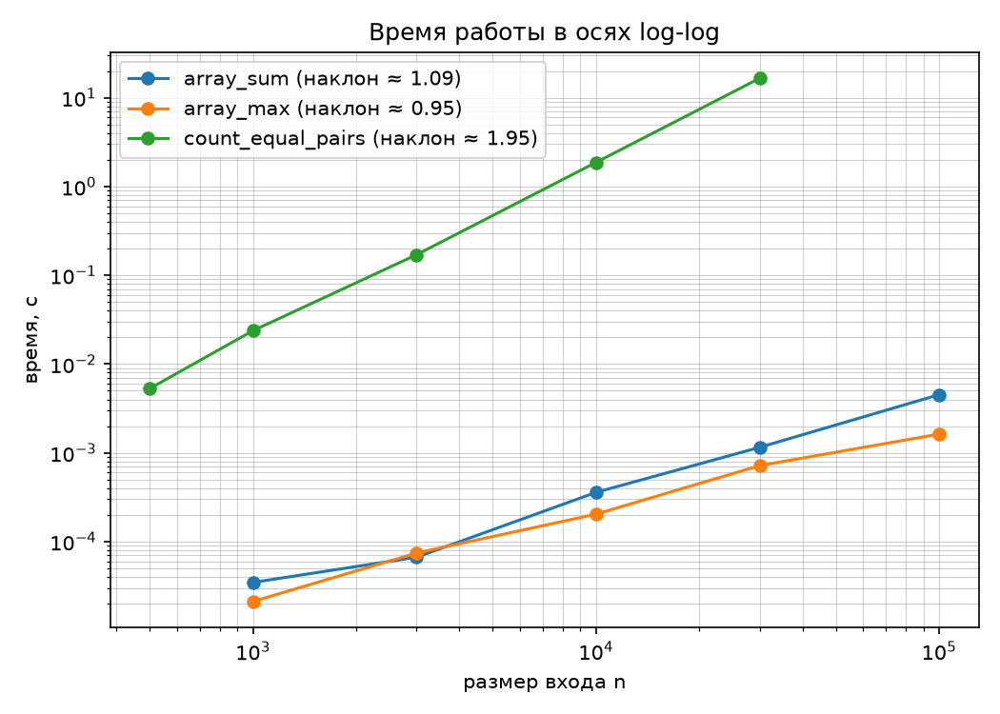 Время работы в осях log-log
array_sum (наклон ≈ 1.09)
array_max (наклон ≈ 0.95)
count_equal_pairs (наклон ≈ 1.95)
время, с
10¹
10⁰
10⁻¹
10⁻²
10⁻³
10⁻⁴
10³
10⁴
10⁵
размер входа n